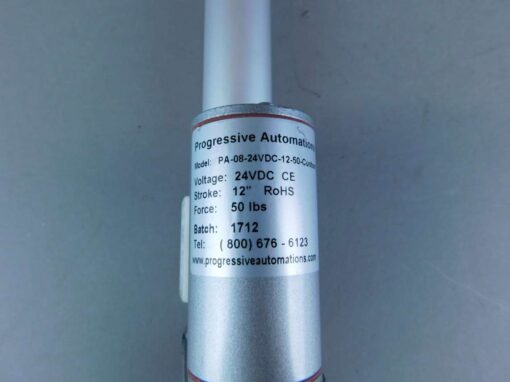 Progressive Automations
Model: PA-08-24VDC-12-50-Custom
Voltage: 24VDC CE
Stroke: 12" RoHS
Force: 50 lbs
Batch: 1712
Tel: ( 800) 676 - 6123
www.progressiveautomations.com